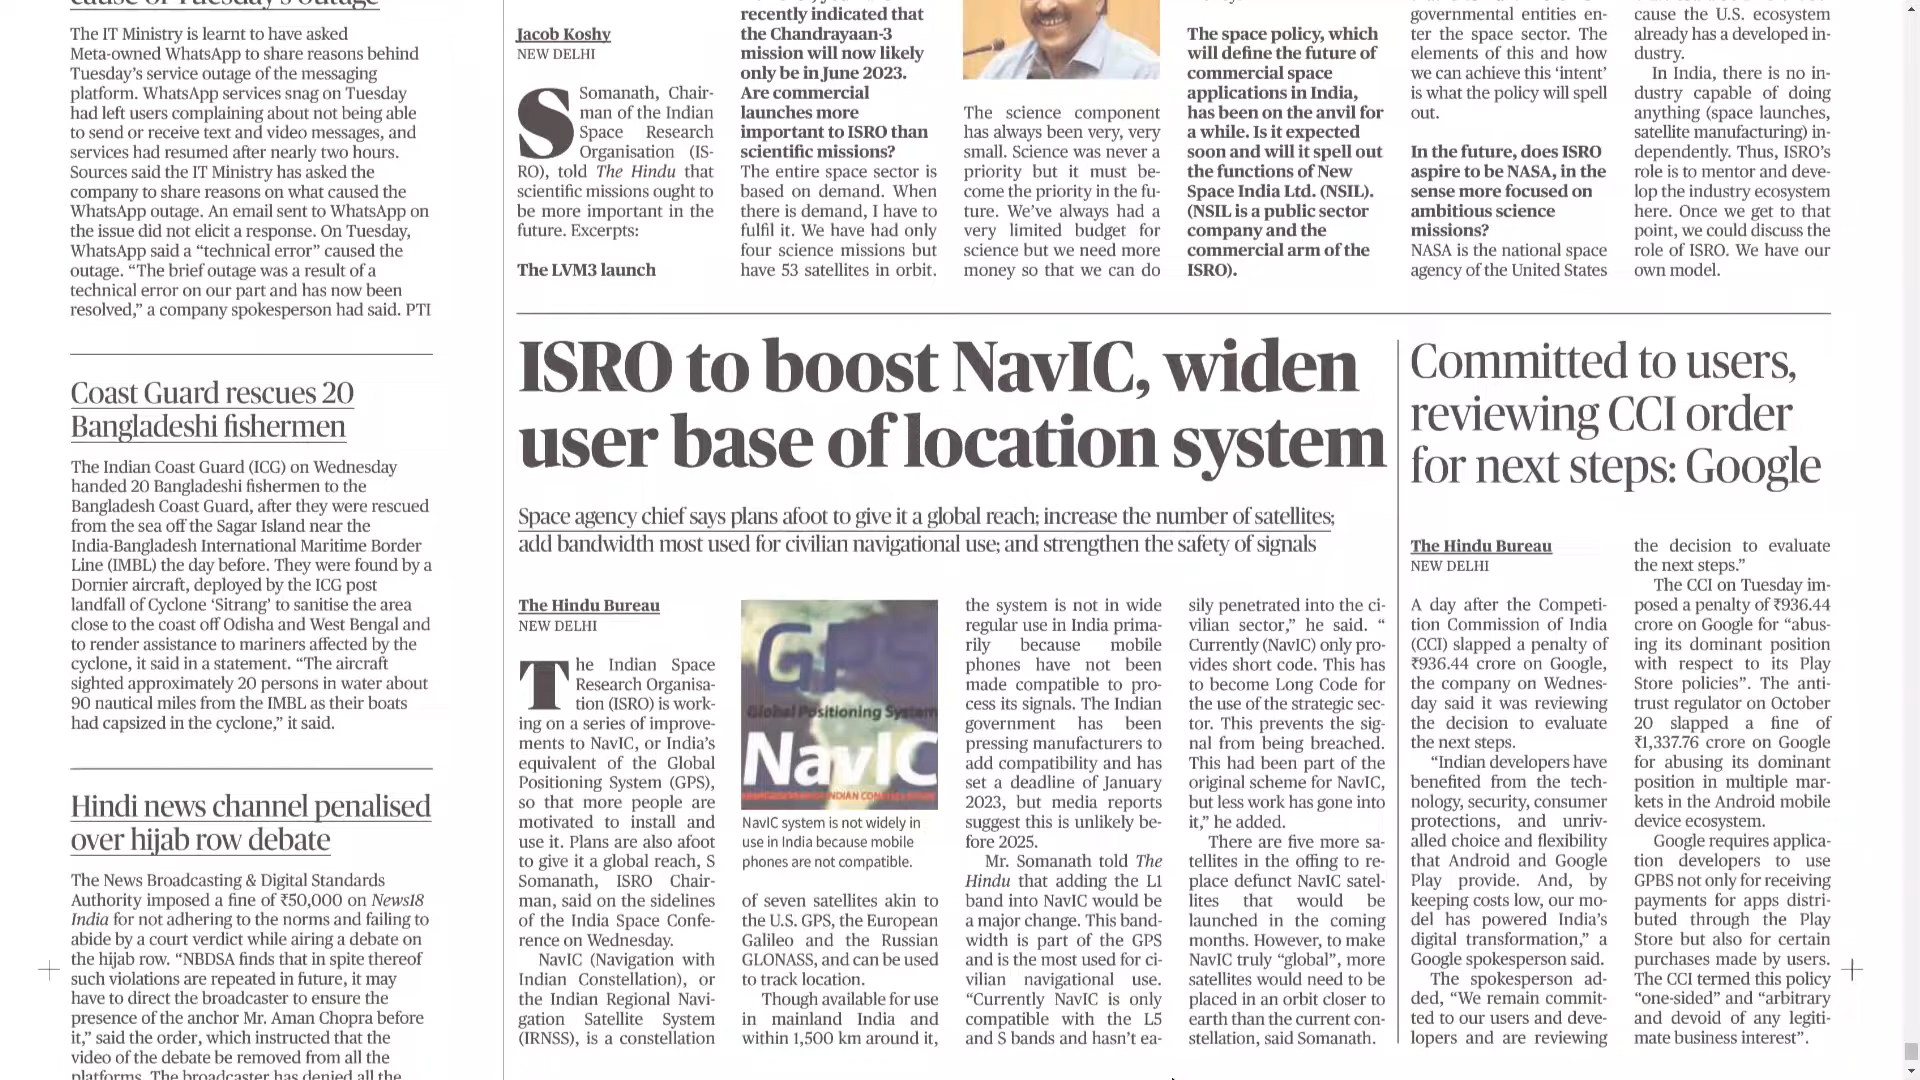 cause of Tuesday's outage
The IT Ministry is learnt to have asked
Meta-owned WhatsApp to share reasons behind
Tuesday's service outage of the messaging
platform. WhatsApp services snag on Tuesday
had left users complaining about not being able
to send or receive text and video messages, and
services had resumed after nearly two hours.
Sources said the IT Ministry has asked the
company to share reasons on what caused the
WhatsApp outage. An email sent to WhatsApp on
the issue did not elicit a response. On Tuesday,
WhatsApp said a “technical error” caused the
outage. “The brief outage was a result of a
technical error on our part and has now been
resolved,” a company spokesperson had said. PTI
Coast Guard rescues 20
Bangladeshi fishermen
The Indian Coast Guard (ICG) on Wednesday
handed 20 Bangladeshi fishermen to the
Bangladesh Coast Guard, after they were rescued
from the sea off the Sagar Island near the
India-Bangladesh International Maritime Border
Line (IMBL) the day before. They were found by a
Dornier aircraft, deployed by the ICG post
landfall of Cyclone ‘Sitrang’ to sanitise the area
close to the coast off Odisha and West Bengal and
to render assistance to mariners affected by the
cyclone, it said in a statement. “The aircraft
sighted approximately 20 persons in water about
90 nautical miles from the IMBL as their boats
had capsized in the cyclone,” it said.
Hindi news channel penalised
over hijab row debate
The News Broadcasting & Digital Standards
Authority imposed a fine of ₹50,000 on News18
India for not adhering to the norms and failing to
abide by a court verdict while airing a debate on
the hijab row. “NBDSA finds that in spite thereof
such violations are repeated in future, it may
have to direct the broadcaster to ensure the
presence of the anchor Mr. Aman Chopra before
it,” said the order, which instructed that the
video of the debate be removed from all the
platforms. The broadcaster has denied all the
Jacob Koshy
NEW DELHI
S Somanath, Chair-
man of the Indian
Space Research
Organisation (IS-
RO), told The Hindu that
scientific missions ought to
be more important in the
future. Excerpts:
The LVM3 launch
recently indicated that
the Chandrayaan-3
mission will now likely
only be in June 2023.
Are commercial
launches more
important to ISRO than
scientific missions?
The entire space sector is
based on demand. When
there is demand, I have to
fulfil it. We have had only
four science missions but
have 53 satellites in orbit.
The science component
has always been very, very
small. Science was never a
priority but it must be-
come the priority in the fu-
ture. We've always had a
very limited budget for
science but we need more
money so that we can do
The space policy, which
will define the future of
commercial space
applications in India,
has been on the anvil for
a while. Is it expected
soon and will it spell out
the functions of New
Space India Ltd. (NSIL).
(NSIL is a public sector
company and the
commercial arm of the
ISRO).
governmental entities en-
ter the space sector. The
elements of this and how
we can achieve this ‘intent’
is what the policy will spell
out.
In the future, does ISRO
aspire to be NASA, in the
sense more focused on
ambitious science
missions?
NASA is the national space
agency of the United States
cause the U.S. ecosystem
already has a developed in-
dustry.
In India, there is no in-
dustry capable of doing
anything (space launches,
satellite manufacturing) in-
dependently. Thus, ISRO's
role is to mentor and deve-
lop the industry ecosystem
here. Once we get to that
point, we could discuss the
role of ISRO. We have our
own model.
ISRO to boost NavIC, widen
user base of location system
Space agency chief says plans afoot to give it a global reach; increase the number of satellites;
add bandwidth most used for civilian navigational use; and strengthen the safety of signals
The Hindu Bureau
NEW DELHI
The Indian Space
Research Organisa-
tion (ISRO) is work-
ing on a series of improve-
ments to NavIC, or India's
equivalent of the Global
Positioning System (GPS),
so that more people are
motivated to install and
use it. Plans are also afoot
to give it a global reach, S
Somanath, ISRO Chair-
man, said on the sidelines
of the India Space Confe-
rence on Wednesday.
NavIC (Navigation with
Indian Constellation), or
the Indian Regional Navi-
gation Satellite System
(IRNSS), is a constellation
GPS
Global Positioning System
NavIC
INDIAN
NavIC system is not widely in
use in India because mobile
phones are not compatible.
of seven satellites akin to
the U.S. GPS, the European
Galileo and the Russian
GLONASS, and can be used
to track location.
Though available for use
in mainland India and
within 1,500 km around it,
the system is not in wide
regular use in India prima-
rily because mobile
phones have not been
made compatible to pro-
cess its signals. The Indian
government has been
pressing manufacturers to
add compatibility and has
set a deadline of January
2023, but media reports
suggest this is unlikely be-
fore 2025.
Mr. Somanath told The
Hindu that adding the L1
band into NavIC would be
a major change. This band-
width is part of the GPS
and is the most used for ci-
vilian navigational use.
“Currently NavIC is only
compatible with the L5
and S bands and hasn't ea-
sily penetrated into the ci-
vilian sector,” he said. “
Currently (NavIC) only pro-
vides short code. This has
to become Long Code for
the use of the strategic sec-
tor. This prevents the sig-
nal from being breached.
This had been part of the
original scheme for NavIC,
but less work has gone into
it,” he added.
There are five more sa-
tellites in the offing to re-
place defunct NavIC satel-
lites that would be
launched in the coming
months. However, to make
NavIC truly “global”, more
satellites would need to be
placed in an orbit closer to
earth than the current con-
stellation, said Somanath.
Committed to users,
reviewing CCI order
for next steps: Google
The Hindu Bureau
NEW DELHI
A day after the Competi-
tion Commission of India
(CCI) slapped a penalty of
₹936.44 crore on Google,
the company on Wednes-
day said it was reviewing
the decision to evaluate
the next steps.
“Indian developers have
benefited from the tech-
nology, security, consumer
protections, and unriv-
alled choice and flexibility
that Android and Google
Play provide. And, by
keeping costs low, our mo-
del has powered India's
digital transformation,” a
Google spokesperson said.
The spokesperson ad-
ded, “We remain commit-
ted to our users and deve-
lopers and are reviewing
the decision to evaluate
the next steps.”
The CCI on Tuesday im-
posed a penalty of ₹936.44
crore on Google for “abus-
ing its dominant position
with respect to its Play
Store policies”. The anti-
trust regulator on October
20 slapped a fine of
₹1,337.76 crore on Google
for abusing its dominant
position in multiple mar-
kets in the Android mobile
device ecosystem.
Google requires applica-
tion developers to use
GPBS not only for receiving
payments for apps distri-
buted through the Play
Store but also for certain
purchases made by users.
The CCI termed this policy
“one-sided” and “arbitrary
and devoid of any legiti-
mate business interest”.